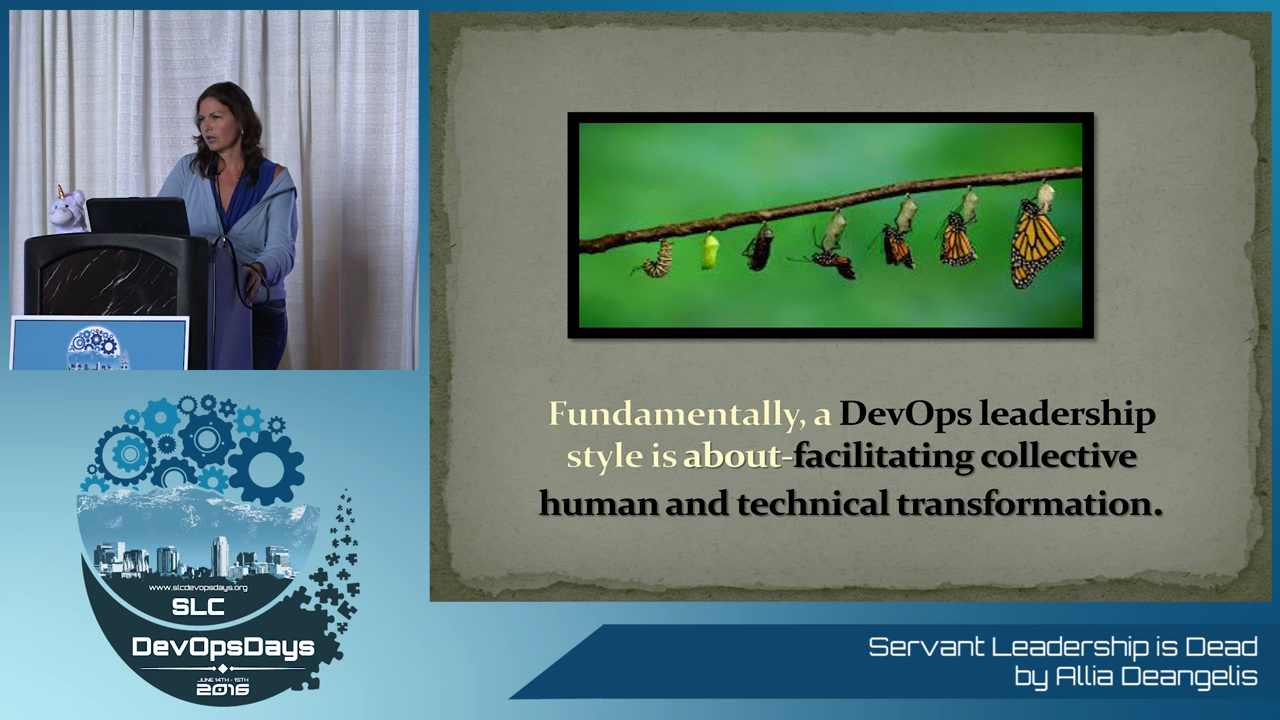 Fundamentally, a DevOps leadership
style is about-facilitating collective
human and technical transformation.
www.slcdevopsdays.org
SLC
DevOpsDays
JUNE 14TH - 15TH
2016
Servant Leadership is Dead
by Allia Deangelis